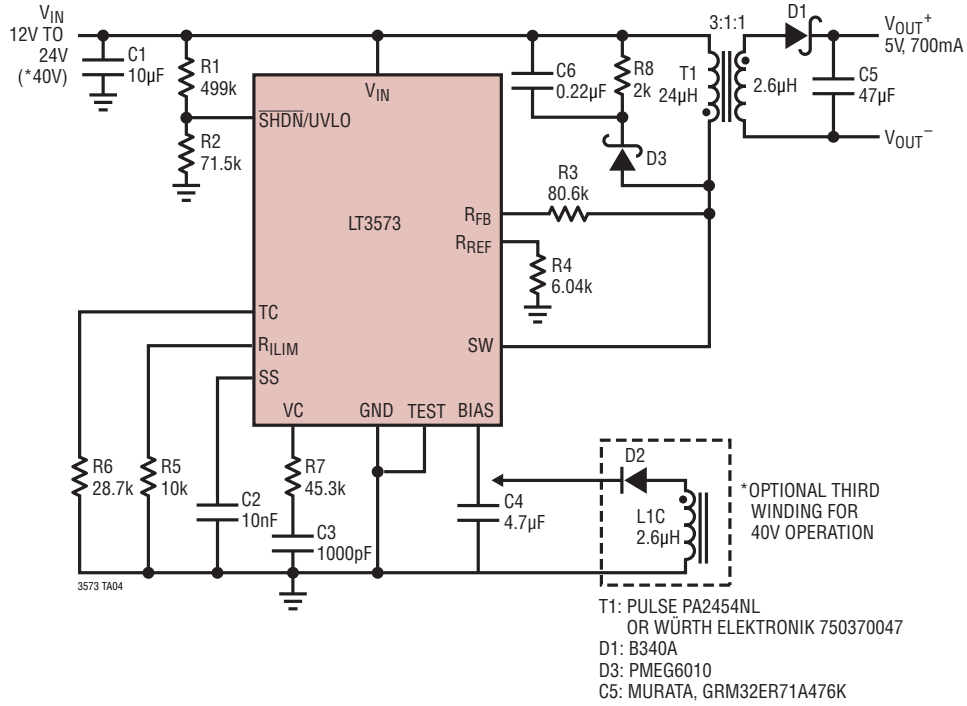 VIN
12V TO
24V
(*40V)
C1
10µF
R1
499k
R2
71.5k
VIN
SHDN/UVLO
LT3573
RFB
RREF
SW
TC
RILIM
SS
VC
GND
TEST
BIAS
C6
0.22µF
R8
2k
D3
T1
24µH
3:1:1
2.6µH
D1
C5
47µF
VOUT+
5V, 700mA
VOUT–
R3
80.6k
R4
6.04k
R6
28.7k
R5
10k
C2
10nF
R7
45.3k
C3
1000pF
C4
4.7µF
D2
L1C
2.6µH
*OPTIONAL THIRD
WINDING FOR
40V OPERATION
3573 TA04
T1: PULSE PA2454NL
OR WÜRTH ELEKTRONIK 750370047
D1: B340A
D3: PMEG6010
C5: MURATA, GRM32ER71A476K